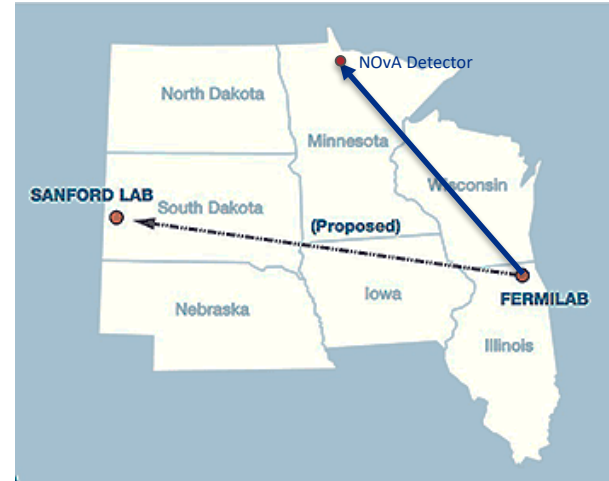 NOvA Detector
North Dakota
Minnesota
Wisconsin
SANFORD LAB
South Dakota
(Proposed)
Iowa
FERMILAB
Nebraska
Illinois